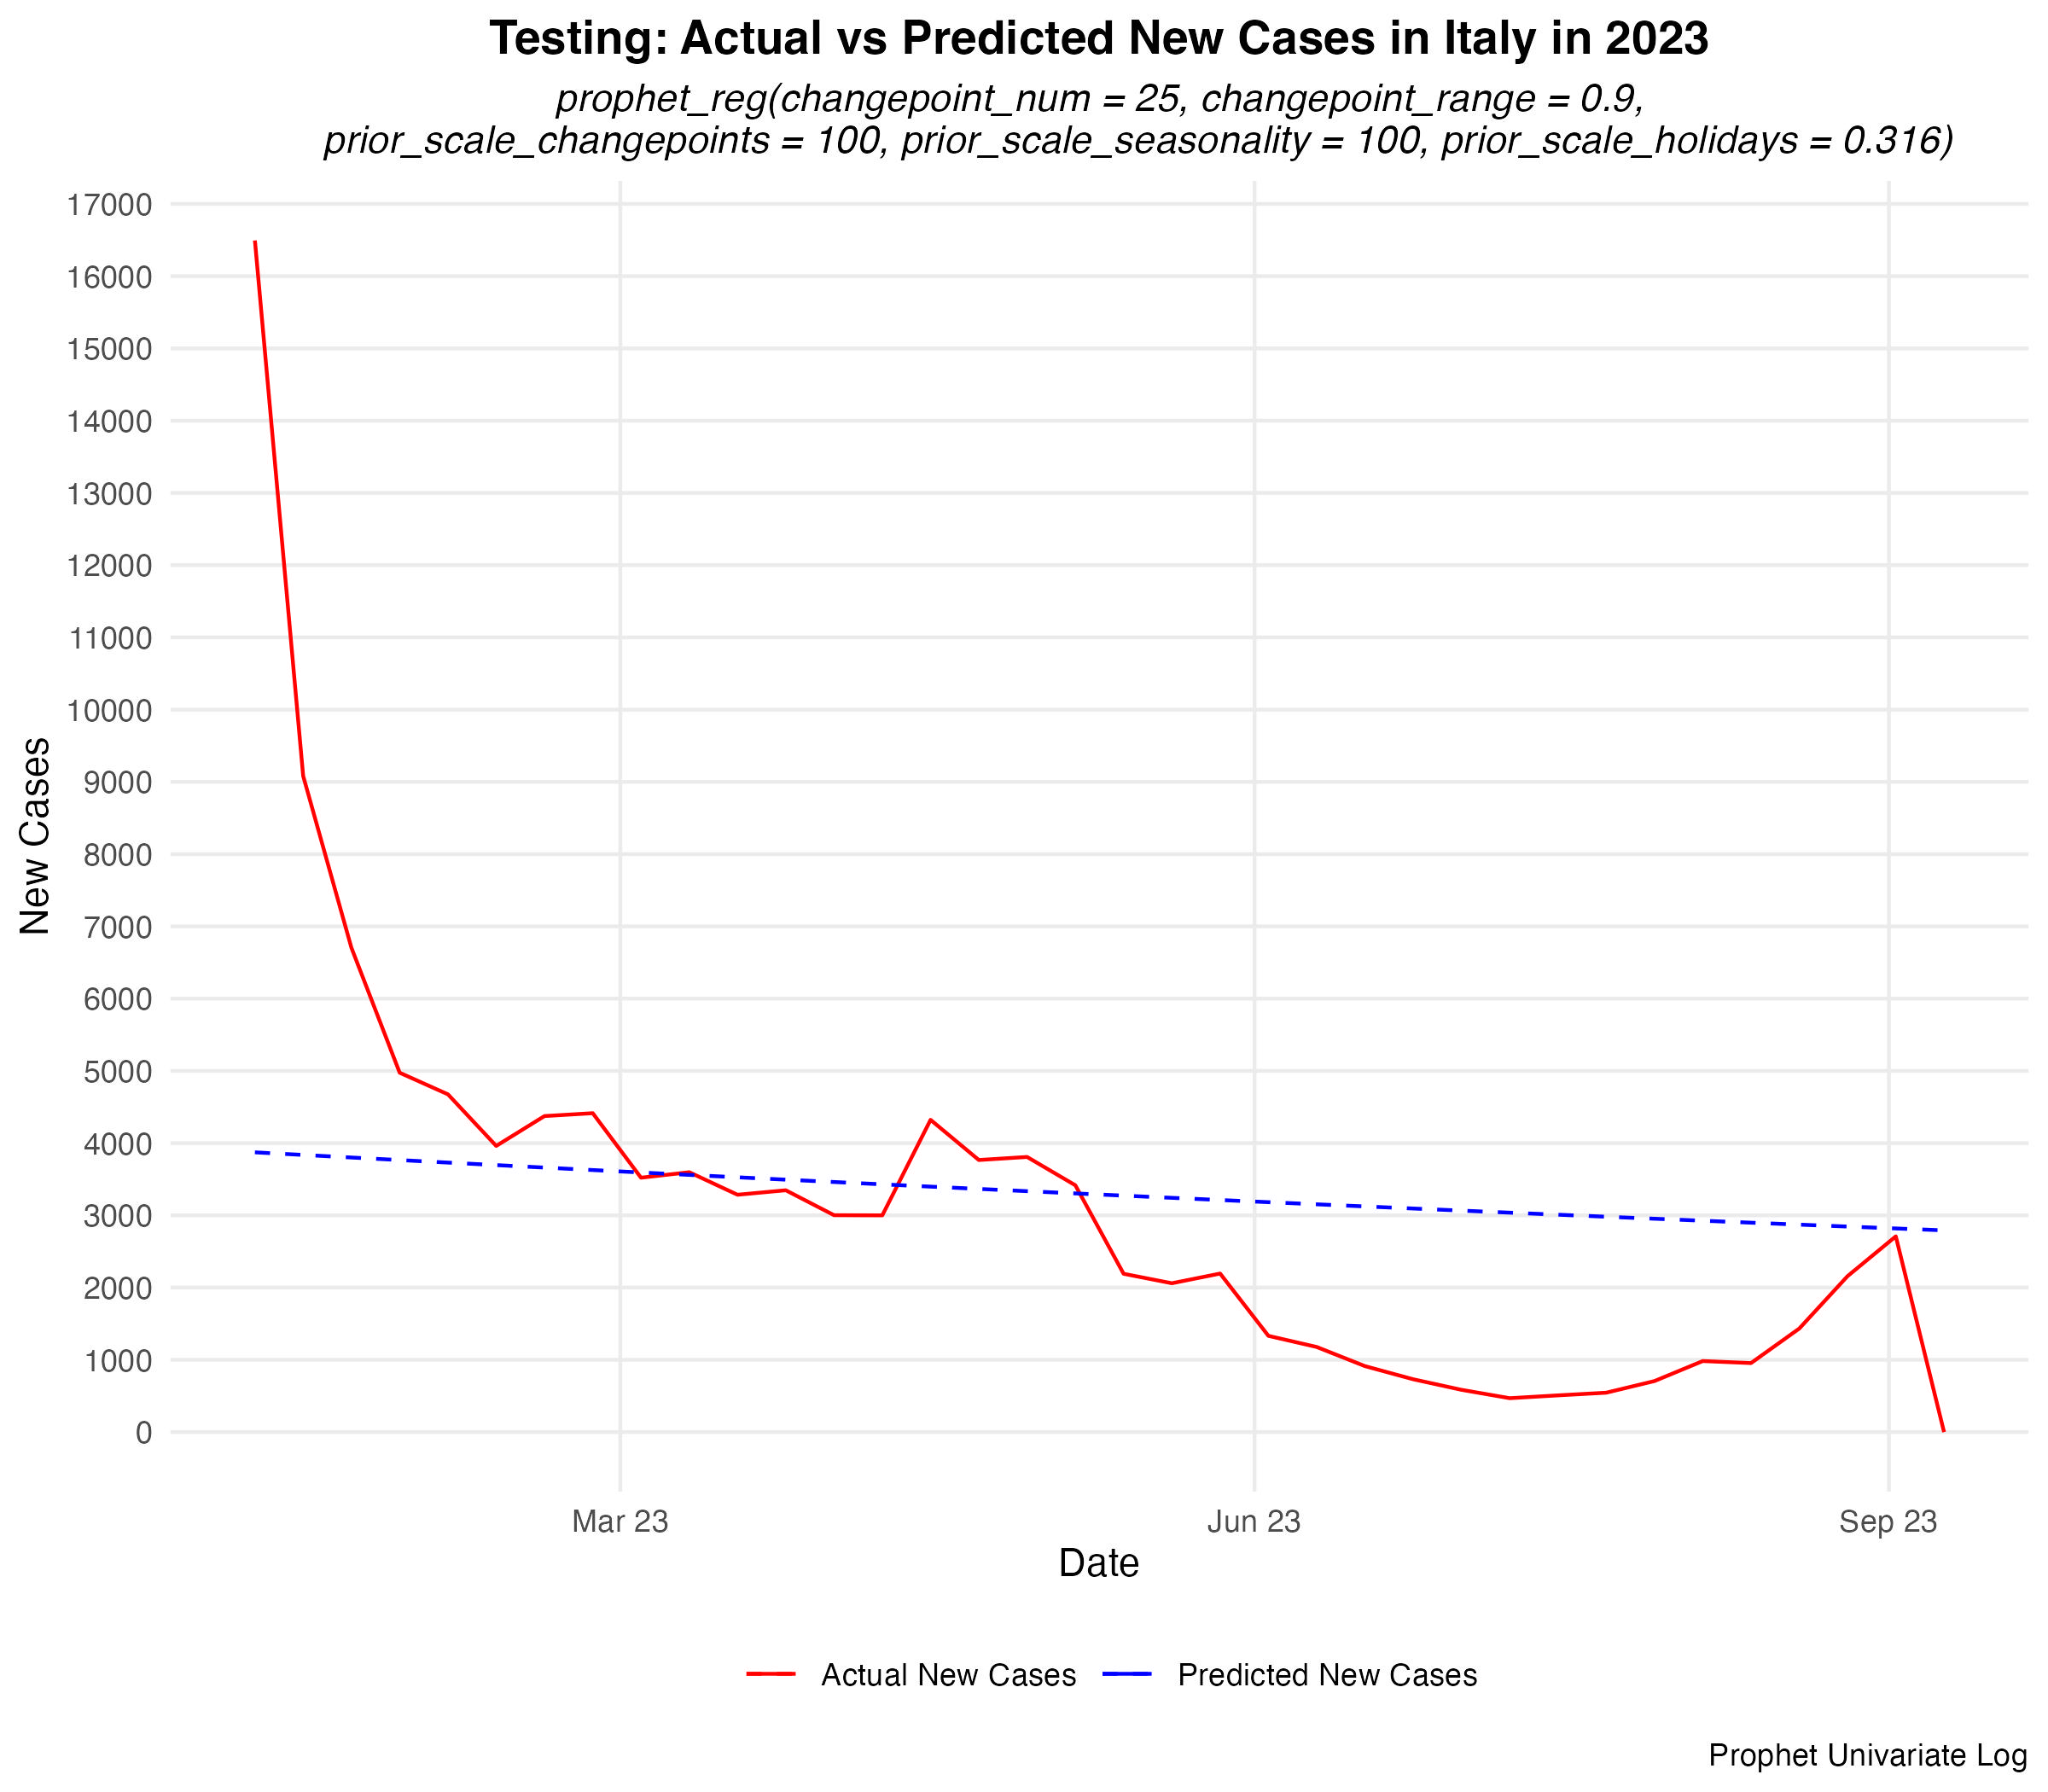 Testing: Actual vs Predicted New Cases in Italy in 2023
prophet_reg(changepoint_num = 25, changepoint_range = 0.9,
prior_scale_changepoints = 100, prior_scale_seasonality = 100, prior_scale_holidays = 0.316)
17000
16000
15000
14000
13000
12000
11000
10000
9000
8000
7000
6000
5000
4000
3000
2000
1000
0
New Cases
Mar 23
Jun 23
Sep 23
Date
Actual New Cases
Predicted New Cases
Prophet Univariate Log